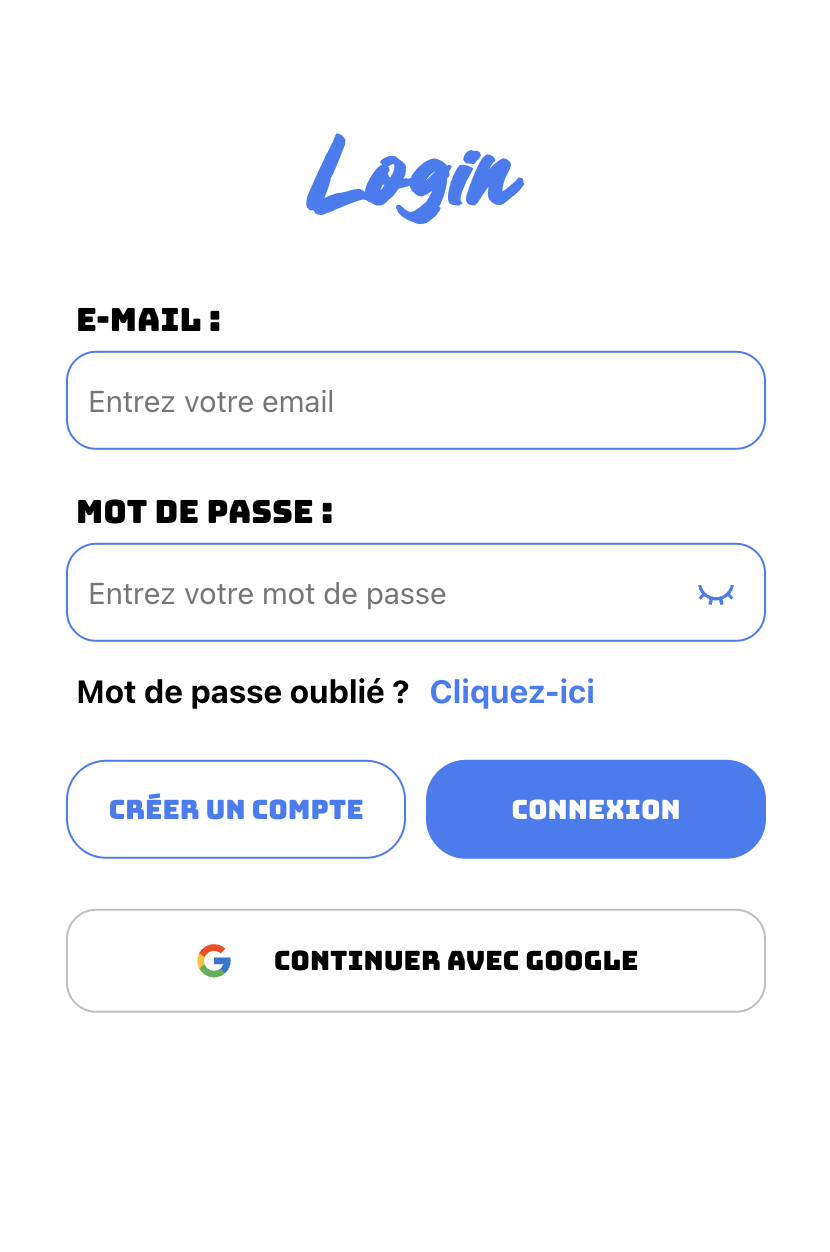 Login
E-MAIL :
Entrez votre email
MOT DE PASSE :
Entrez votre mot de passe
Mot de passe oublié ? Cliquez-ici
CRÉER UN COMPTE CONNEXION
CONTINUER AVEC GOOGLE